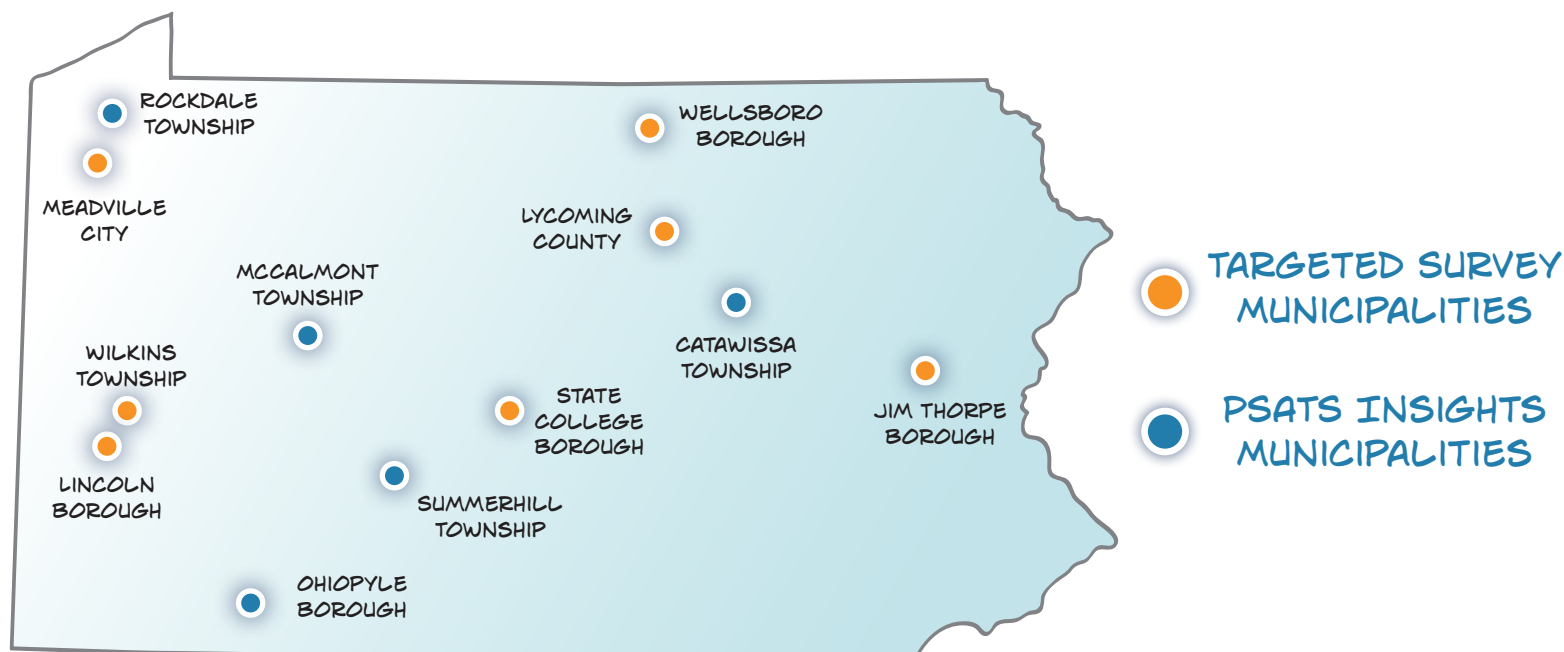 ROCKDALE
TOWNSHIP
MEADVILLE
CITY
WELLSBORO
BOROUGH
LYCOMING
COUNTY
MCCALMONT
TOWNSHIP
CATAWISSA
TOWNSHIP
WILKINS
TOWNSHIP
LINCOLN
BOROUGH
STATE
COLLEGE
BOROUGH
JIM THORPE
BOROUGH
SUMMERHILL
TOWNSHIP
OHIOPYLE
BOROUGH
TARGETED SURVEY
MUNICIPALITIES
PSATS INSIGHTS
MUNICIPALITIES